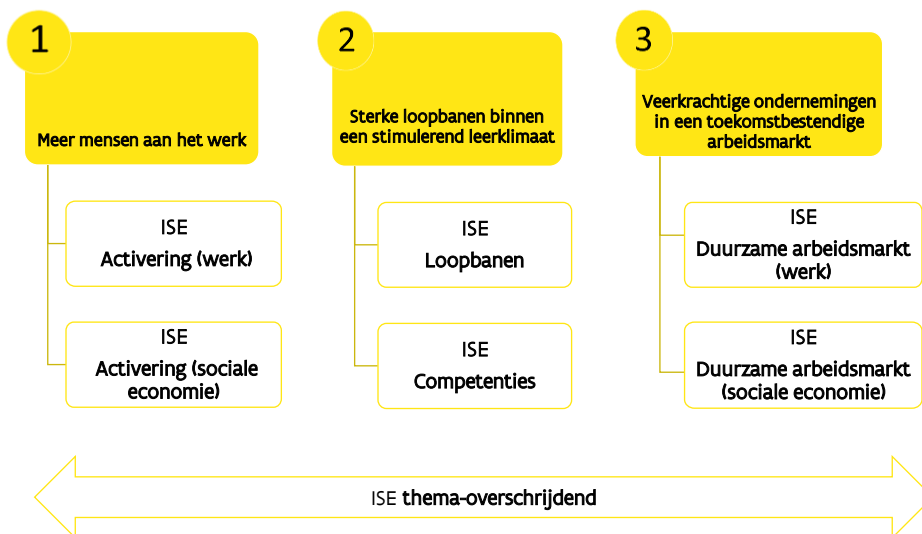 1
Meer mensen aan het werk
ISE
Activering (werk)
ISE
Activering (sociale
economie)
2
Sterke loopbanen binnen
een stimulerend leerklimaat
ISE
Loopbanen
ISE
Competenties
3
Veerkrachtige ondernemingen
in een toekomstbestendige
arbeidsmarkt
ISE
Duurzame arbeidsmarkt
(werk)
ISE
Duurzame arbeidsmarkt
(sociale economie)
ISE thema-overschrijdend